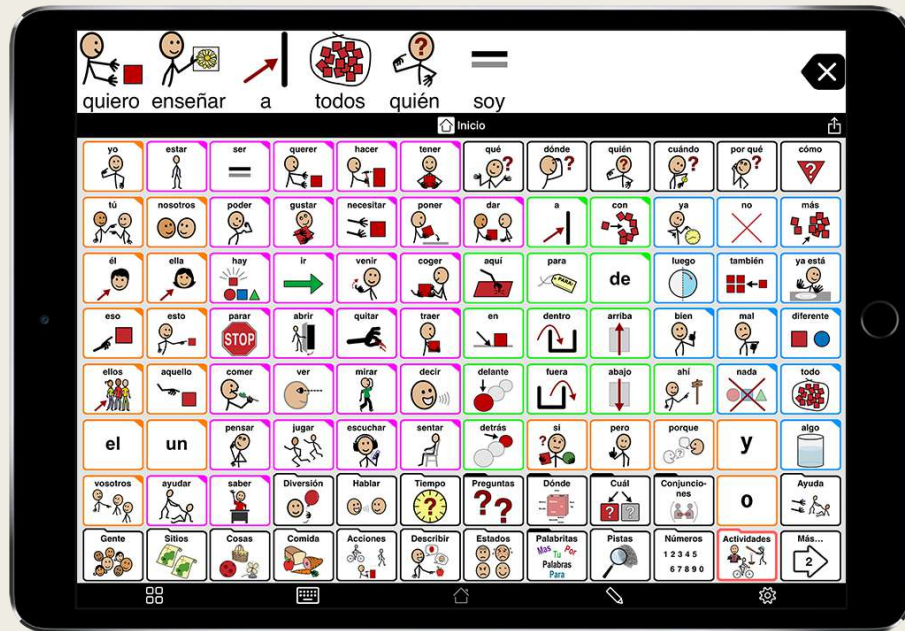 quiero enseñar a todos quién soy
Inicio
yo estar ser querer hacer tener qué dónde quién cuándo por qué cómo
tú nosotros poder gustar necesitar poner dar a con ya no más
él ella hay ir venir coger aquí para de luego también ya está
PARA:
eso esto parar abrir quitar traer en dentro arriba bien mal diferente
STOP
ellos aquello comer ver mirar decir delante fuera abajo ahí nada todo
el un pensar jugar escuchar sentar detrás si pero porque y algo
vosotros ayudar saber Diversión Hablar Tiempo Preguntas Dónde Cuál Conjuncio-
nes o Ayuda
Gente Sitios Cosas Comida Acciones Describir Estados Palabritas Pistas Números Actividades Más...
Mas Por
Tu
Palabras
Para
1 2 3 4 5
6 7 8 9 0
2